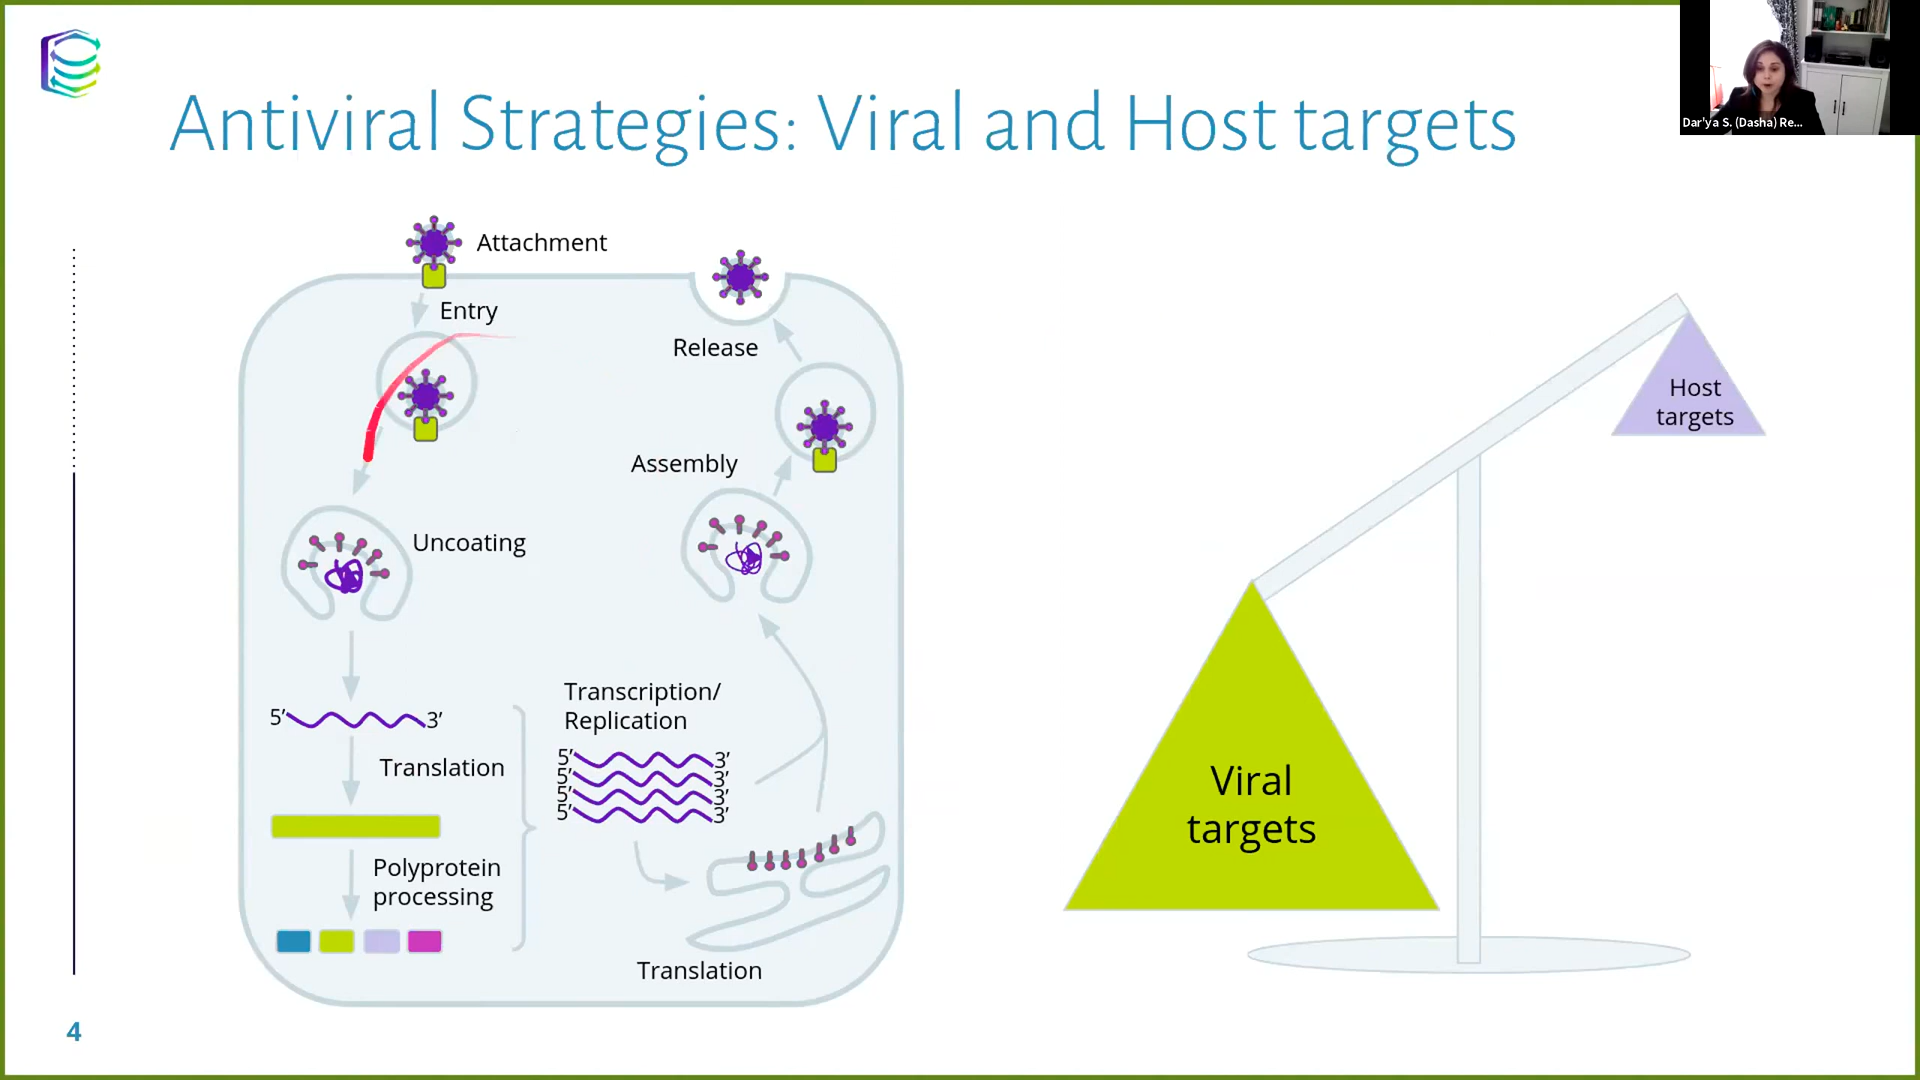 Antiviral Strategies: Viral and Host targets
Dar'ya S. (Dasha) Re...
Attachment
Entry
Release
Assembly
Uncoating
Transcription/
Replication
5’
3’
Translation
5’
3’
5’
3’
5’
3’
5’
3’
Polyprotein
processing
Translation
Host
targets
Viral
targets
4